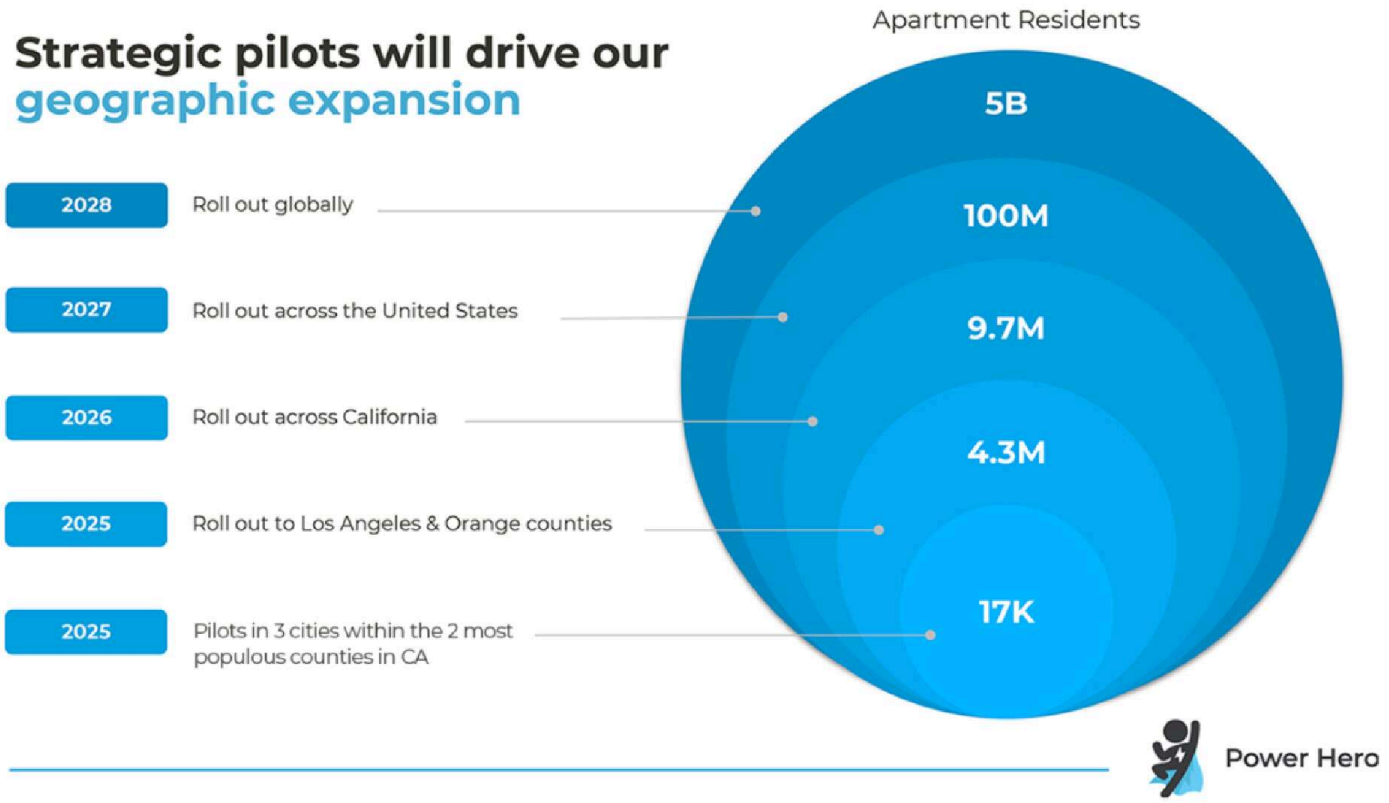 Strategic pilots will drive our
geographic expansion
Apartment Residents
5B
2028
Roll out globally
100M
2027
Roll out across the United States
9.7M
2026
Roll out across California
4.3M
2025
Roll out to Los Angeles & Orange counties
17K
2025
Pilots in 3 cities within the 2 most
populous counties in CA
Power Hero